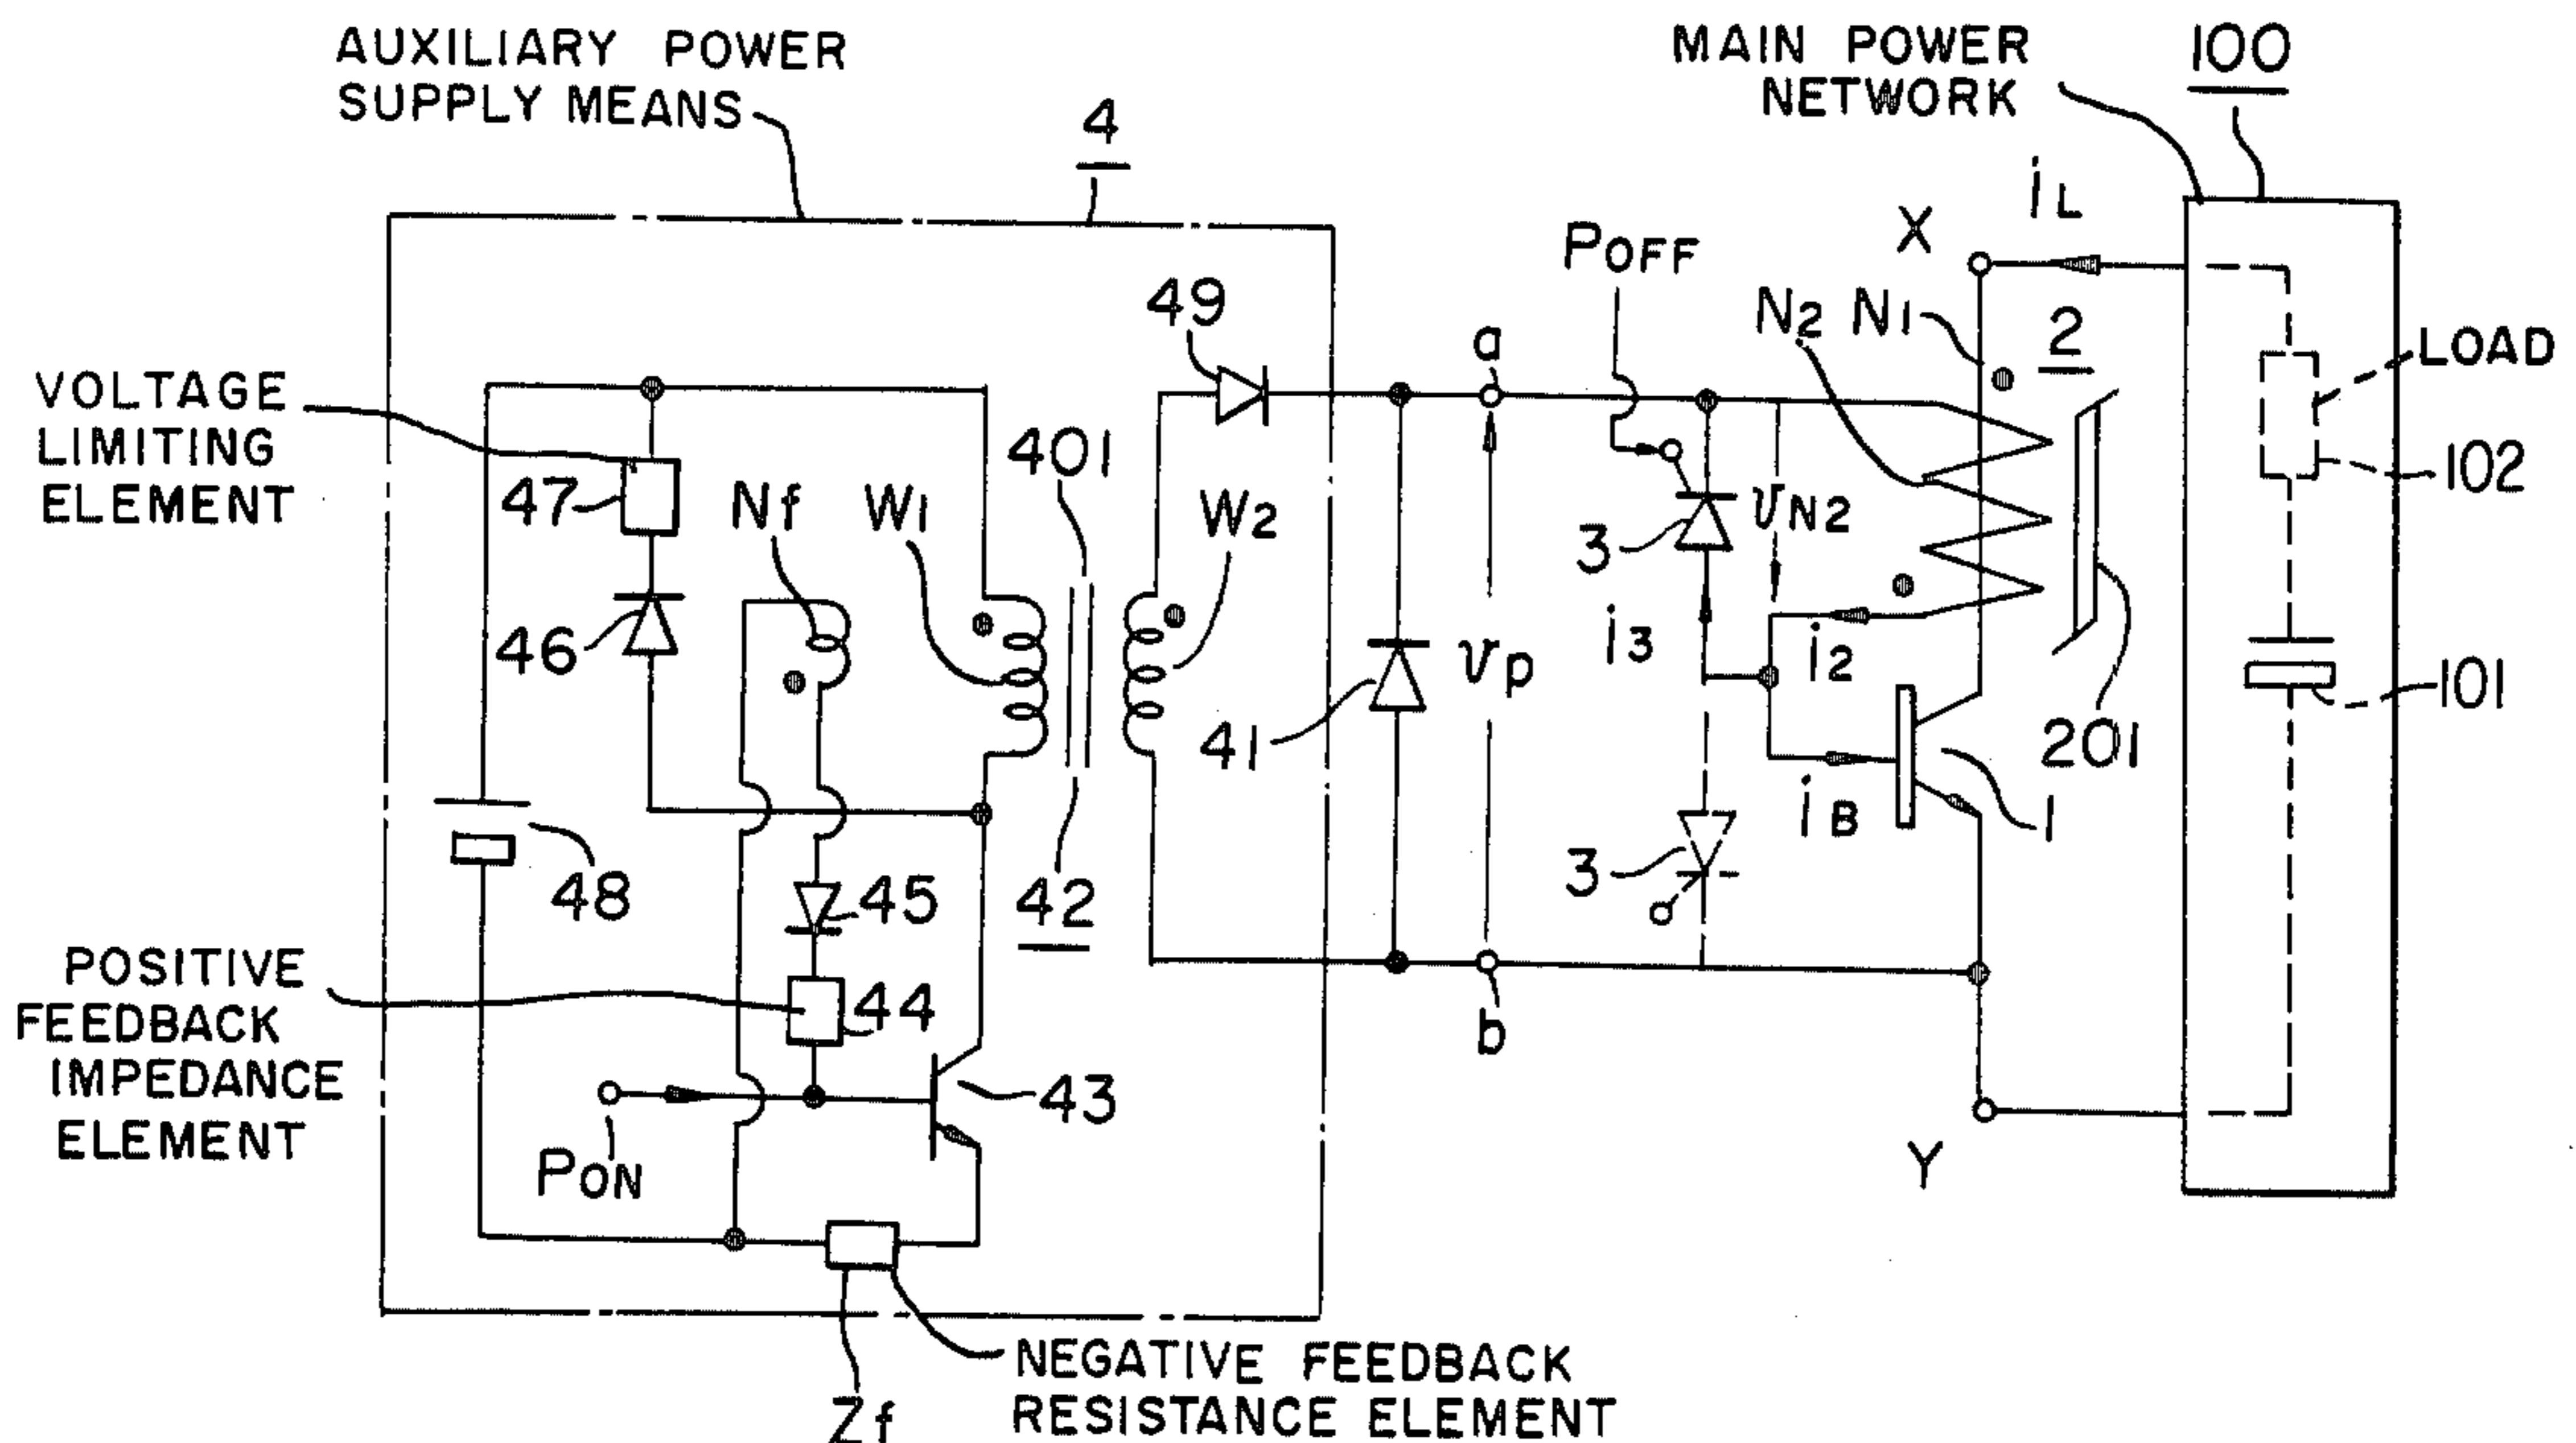 AUXILIARY POWER
SUPPLY MEANS
4
MAIN POWER
NETWORK
100
iL
X
POFF
N2 N1
2
LOAD
102
49
a
VOLTAGE
LIMITING
ELEMENT
47
Nf
W1
401
W2
3
vN2
46
i3
i2
vp
41
201
101
48
45
42
3
iB
1
POSITIVE
FEEDBACK
IMPEDANCE
ELEMENT
44
43
b
PON
Y
Zf
NEGATIVE FEEDBACK
RESISTANCE ELEMENT